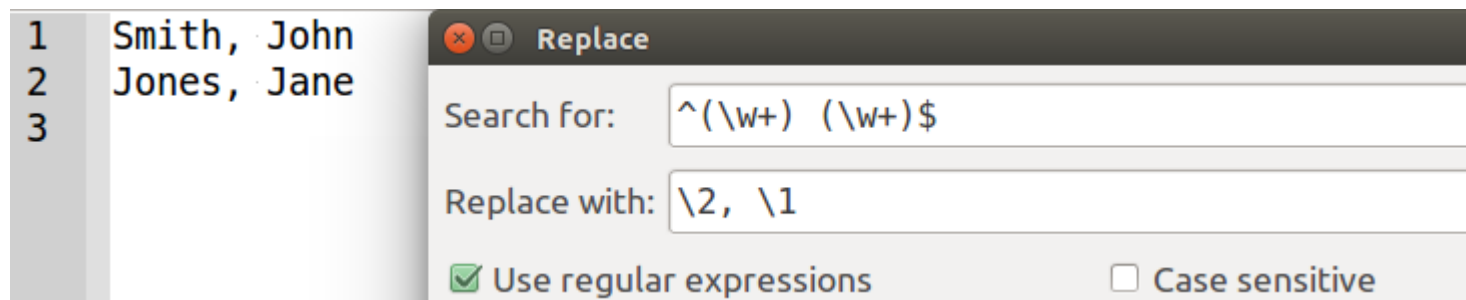 1 Smith, John
2 Jones, Jane
3
Replace
Search for: ^(\w+) (\w+)$
Replace with: \2, \1
Use regular expressions Case sensitive